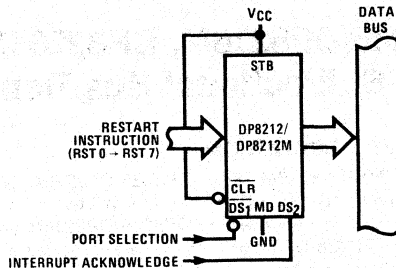 VCC
DATA
BUS
STB
RESTART
INSTRUCTION
(RST 0 → RST 7)
DP8212/
DP8212M
CLR
DS1 MD DS2
PORT SELECTION
GND
INTERRUPT ACKNOWLEDGE